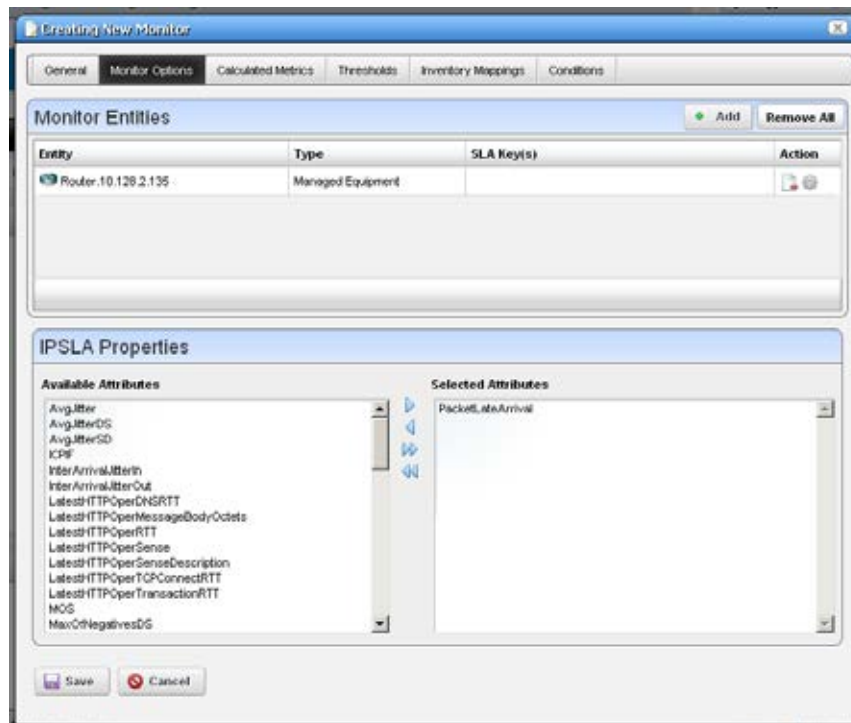 Creating New Monitor
General Monitor Options Calculated Metrics Thresholds Inventory Mappings Conditions
Monitor Entities
Add Remove All
Entity Type SLA Key(s) Action
Router.10.128.2.135 Managed Equipment
IPSLA Properties
Available Attributes
AvgJitter
AvgJitterDS
AvgJitterSD
ICPIF
InterArrivalJitterIn
InterArrivalJitterOut
LatestHTTPOperDNSRTT
LatestHTTPOperMessageBodyOctets
LatestHTTPOperRTT
LatestHTTPOperSense
LatestHTTPOperSenseDescription
LatestHTTPOperTCPConnectRTT
LatestHTTPOperTransactionRTT
MOS
MaxOfNegativesDS
Selected Attributes
PacketLateArrival
Save Cancel